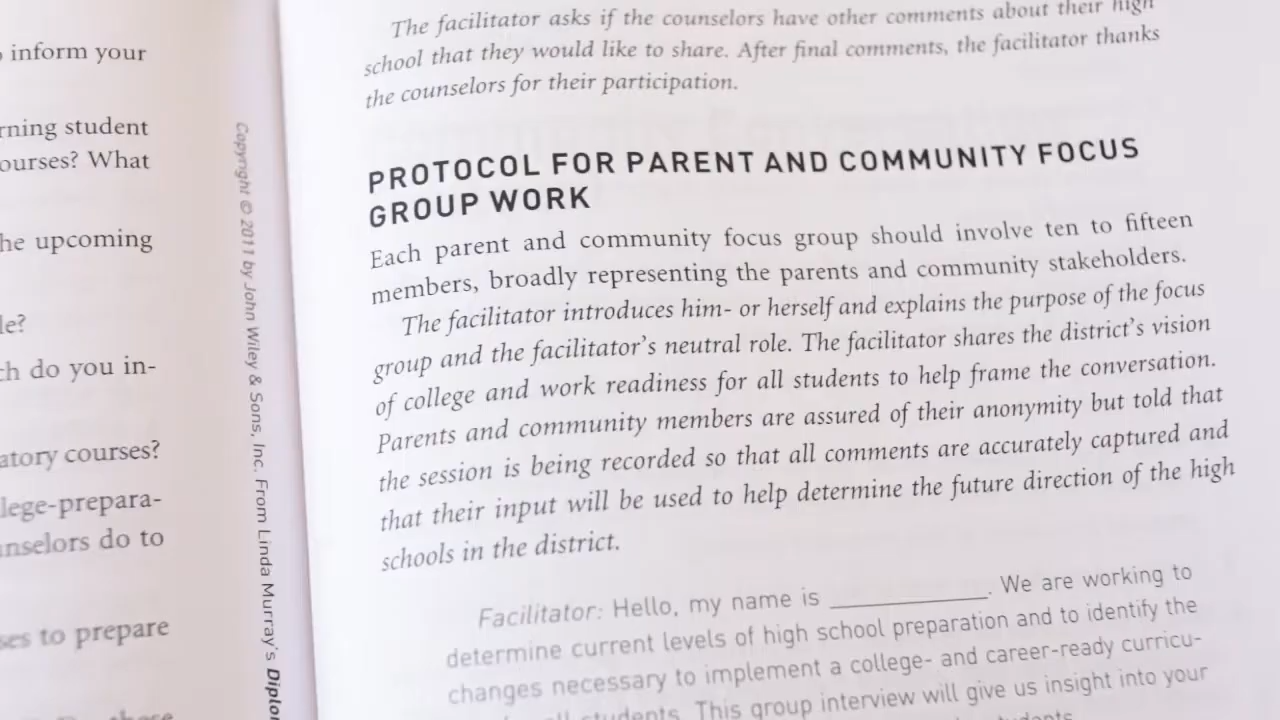 o inform your
rning student
ourses? What
he upcoming
le?
ch do you in-
atory courses?
lege-prepara-
nselors do to
ses to prepare
these
Copyright © 2011 by John Wiley & Sons, Inc. From Linda Murray's Diplo
The facilitator asks if the counselors have other comments about their high
school that they would like to share. After final comments, the facilitator thanks
the counselors for their participation.
PROTOCOL FOR PARENT AND COMMUNITY FOCUS
GROUP WORK
Each parent and community focus group should involve ten to fifteen
members, broadly representing the parents and community stakeholders.
The facilitator introduces him- or herself and explains the purpose of the focus
group and the facilitator's neutral role. The facilitator shares the district's vision
of college and work readiness for all students to help frame the conversation.
Parents and community members are assured of their anonymity but told that
the session is being recorded so that all comments are accurately captured and
that their input will be used to help determine the future direction of the high
schools in the district.
Facilitator: Hello, my name is ____________. We are working to
determine current levels of high school preparation and to identify the
changes necessary to implement a college- and career-ready curricu-
all students. This group interview will give us insight into your
students